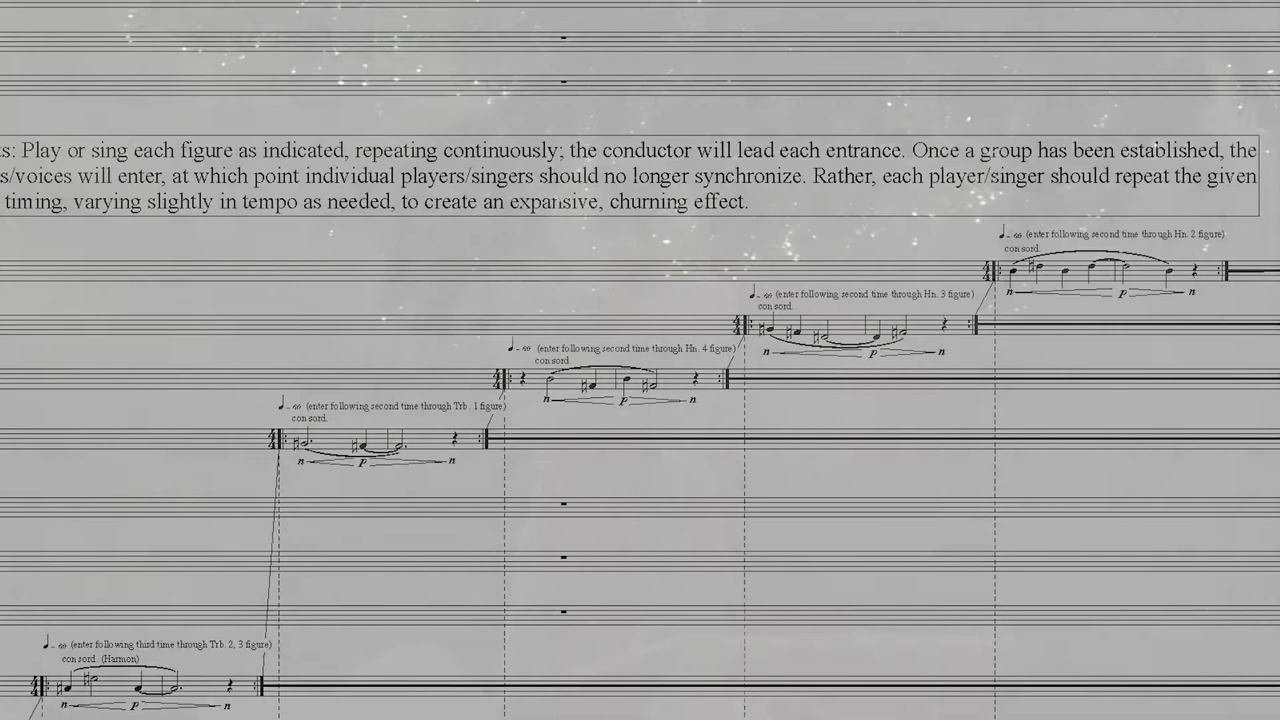 s: Play or sing each figure as indicated, repeating continuously; the conductor will lead each entrance. Once a group has been established, the
s/voices will enter, at which point individual players/singers should no longer synchronize. Rather, each player/singer should repeat the given
timing, varying slightly in tempo as needed, to create an expansive, churning effect.
(enter following second time through Hn. 2 figure)
con sord.
n p n
(enter following second time through Hn. 3 figure)
con sord.
n p n
(enter following second time through Hn. 4 figure)
con sord.
n p n
(enter following second time through Trb. 1 figure)
con sord.
n p n
(enter following third time through Trb. 2, 3 figure)
con sord. (Harmon)
n p n